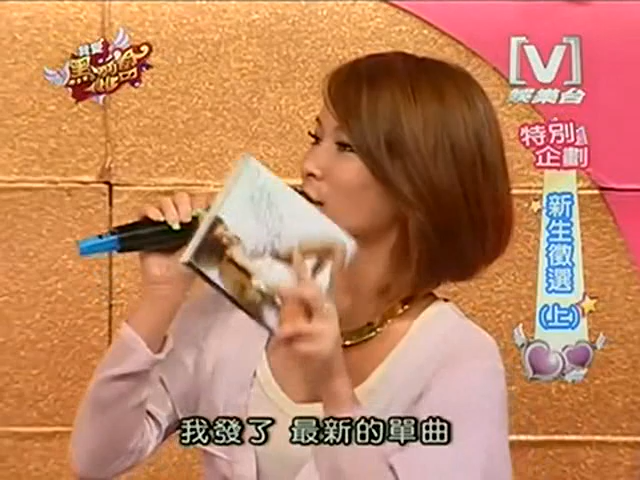 我愛
黑澀會
[V]
娛樂台
特別
企劃
新生徵選
(上)
我發了 最新的單曲